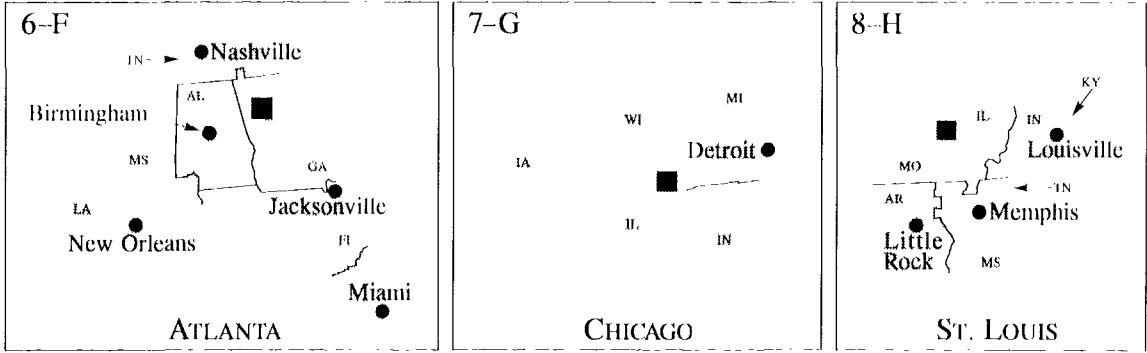 6-F
TN-
Nashville
AL
Birmingham
MS
GA
Jacksonville
LA
New Orleans
FL
Miami
ATLANTA
7-G
MI
WI
IA
Detroit
IL
IN
CHICAGO
8-H
KY
IL
IN
Louisville
MO
-TN
AR
Memphis
Little
Rock
MS
ST. LOUIS